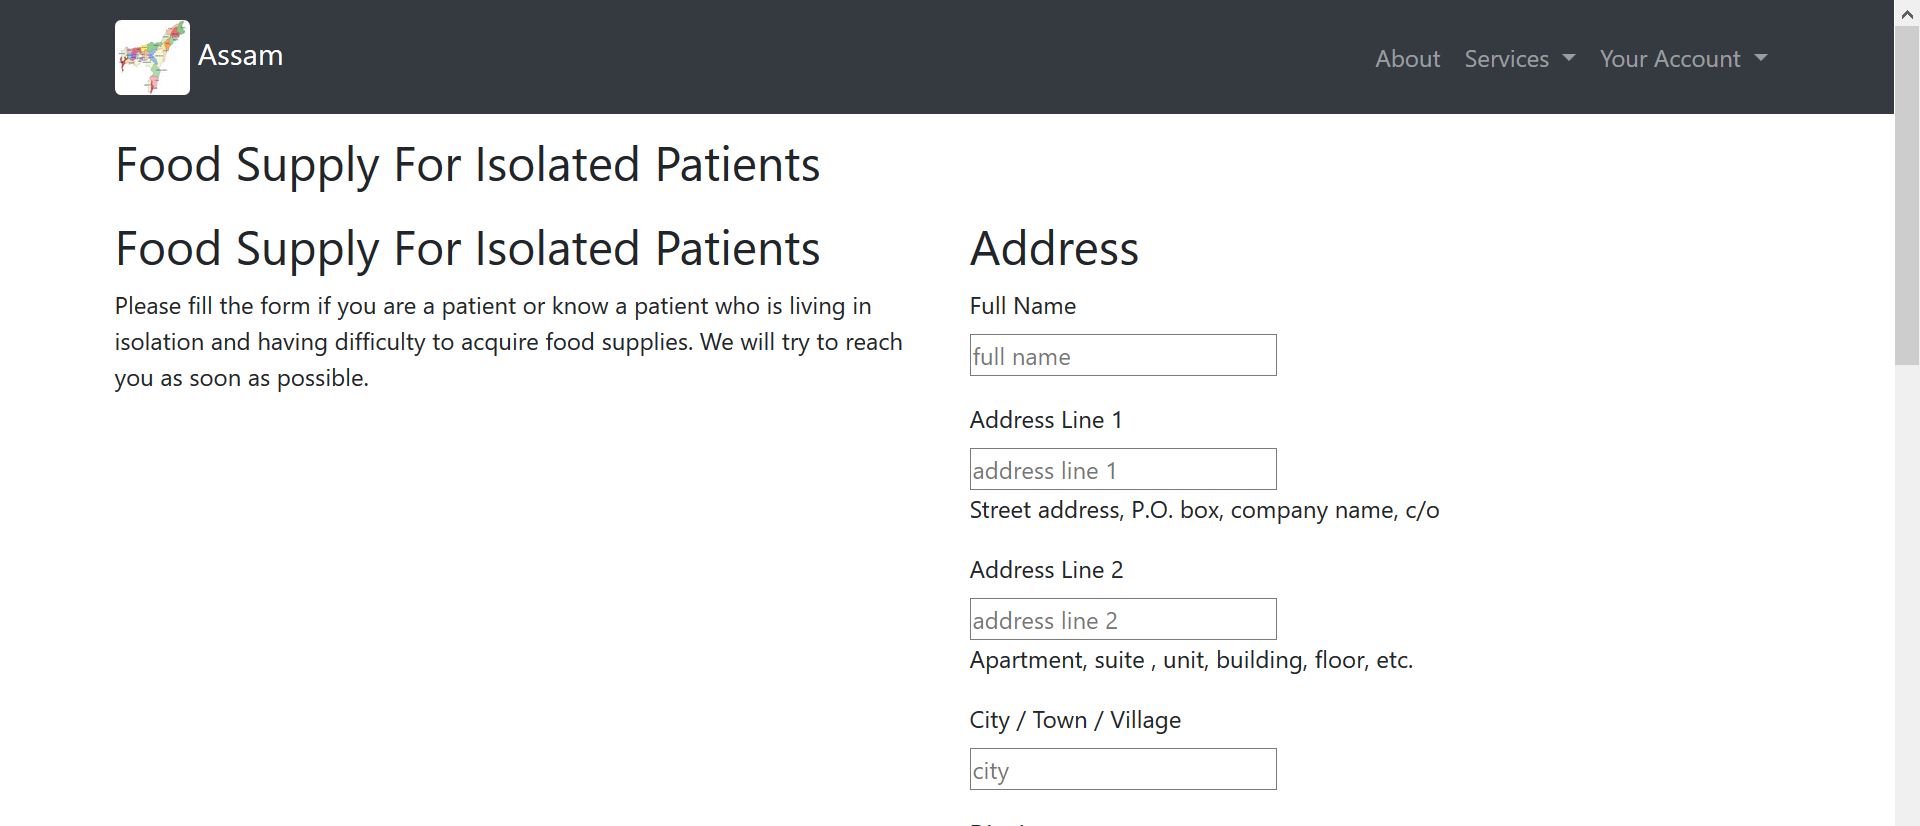 Assam
About Services Your Account
Food Supply For Isolated Patients
Food Supply For Isolated Patients
Please fill the form if you are a patient or know a patient who is living in
isolation and having difficulty to acquire food supplies. We will try to reach
you as soon as possible.
Address
Full Name
full name
Address Line 1
address line 1
Street address, P.O. box, company name, c/o
Address Line 2
address line 2
Apartment, suite , unit, building, floor, etc.
City / Town / Village
city